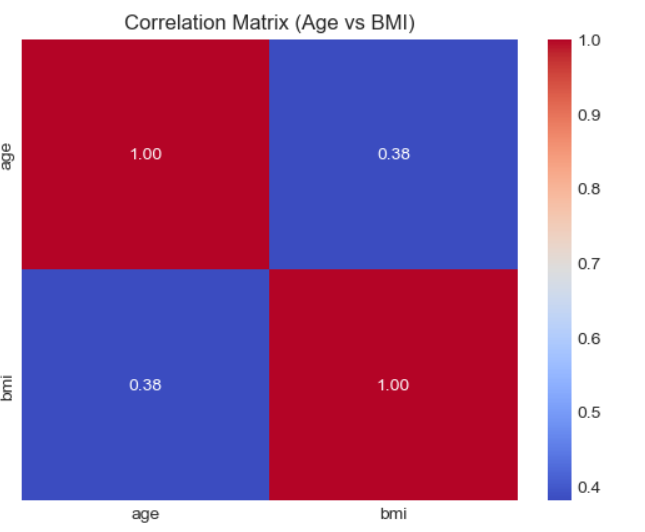 Correlation Matrix (Age vs BMI)
age
1.00
0.38
bmi
0.38
1.00
age
bmi
1.0
0.9
0.8
0.7
0.6
0.5
0.4